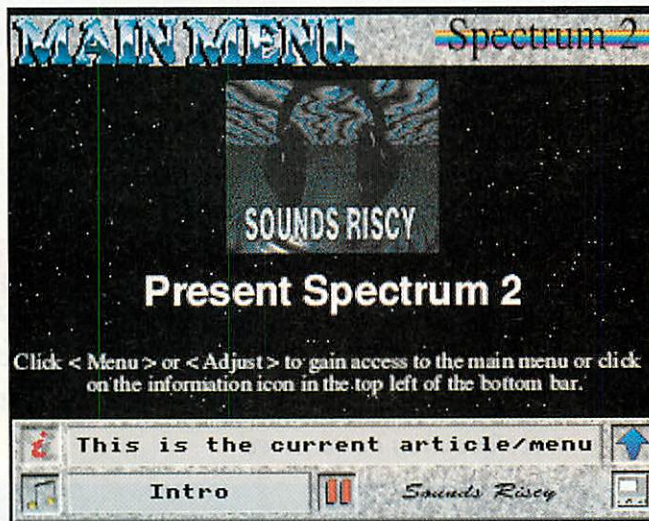 MAIN MENU
Spectrum 2
SOUNDS RISCY
Present Spectrum 2
Click < Menu > or < Adjust > to gain access to the main menu or click
on the information icon in the top left of the bottom bar.
i This is the current article/menu
Intro
Sounds Riscy